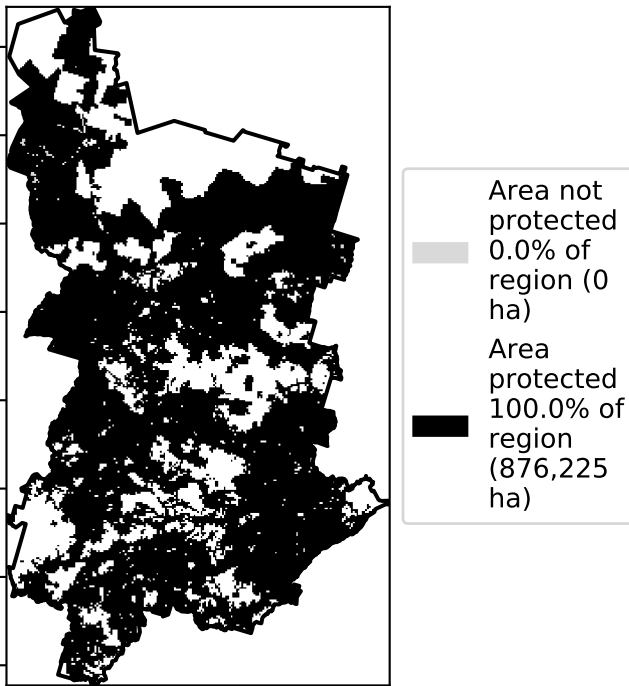 Area not
protected
0.0% of
region (0
ha)
Area
protected
100.0% of
region
(876,225
ha)